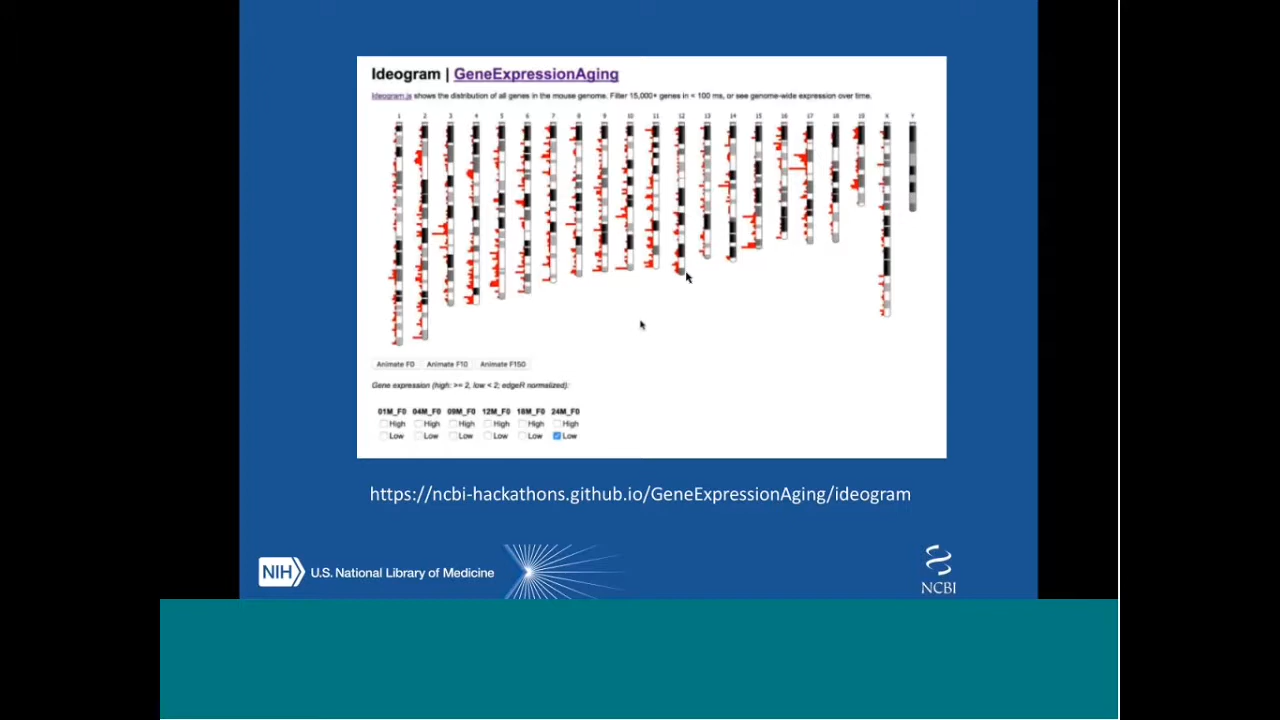 Ideogram | GeneExpressionAging
Ideogram.js shows the distribution of all genes in the mouse genome. Filter 15,000+ genes in < 100 ms, or see genome-wide expression over time.
1 2 3 4 5 6 7 8 9 10 11 12 13 14 15 16 17 18 19 X Y
Animate F0 Animate F10 Animate F150
Gene expression (high: >= 2, low < 2; edgeR normalized):
01M_F0 04M_F0 09M_F0 12M_F0 18M_F0 24M_F0
High High High High High High
Low Low Low Low Low Low
https://ncbi-hackathons.github.io/GeneExpressionAging/ideogram
NIH U.S. National Library of Medicine
NCBI